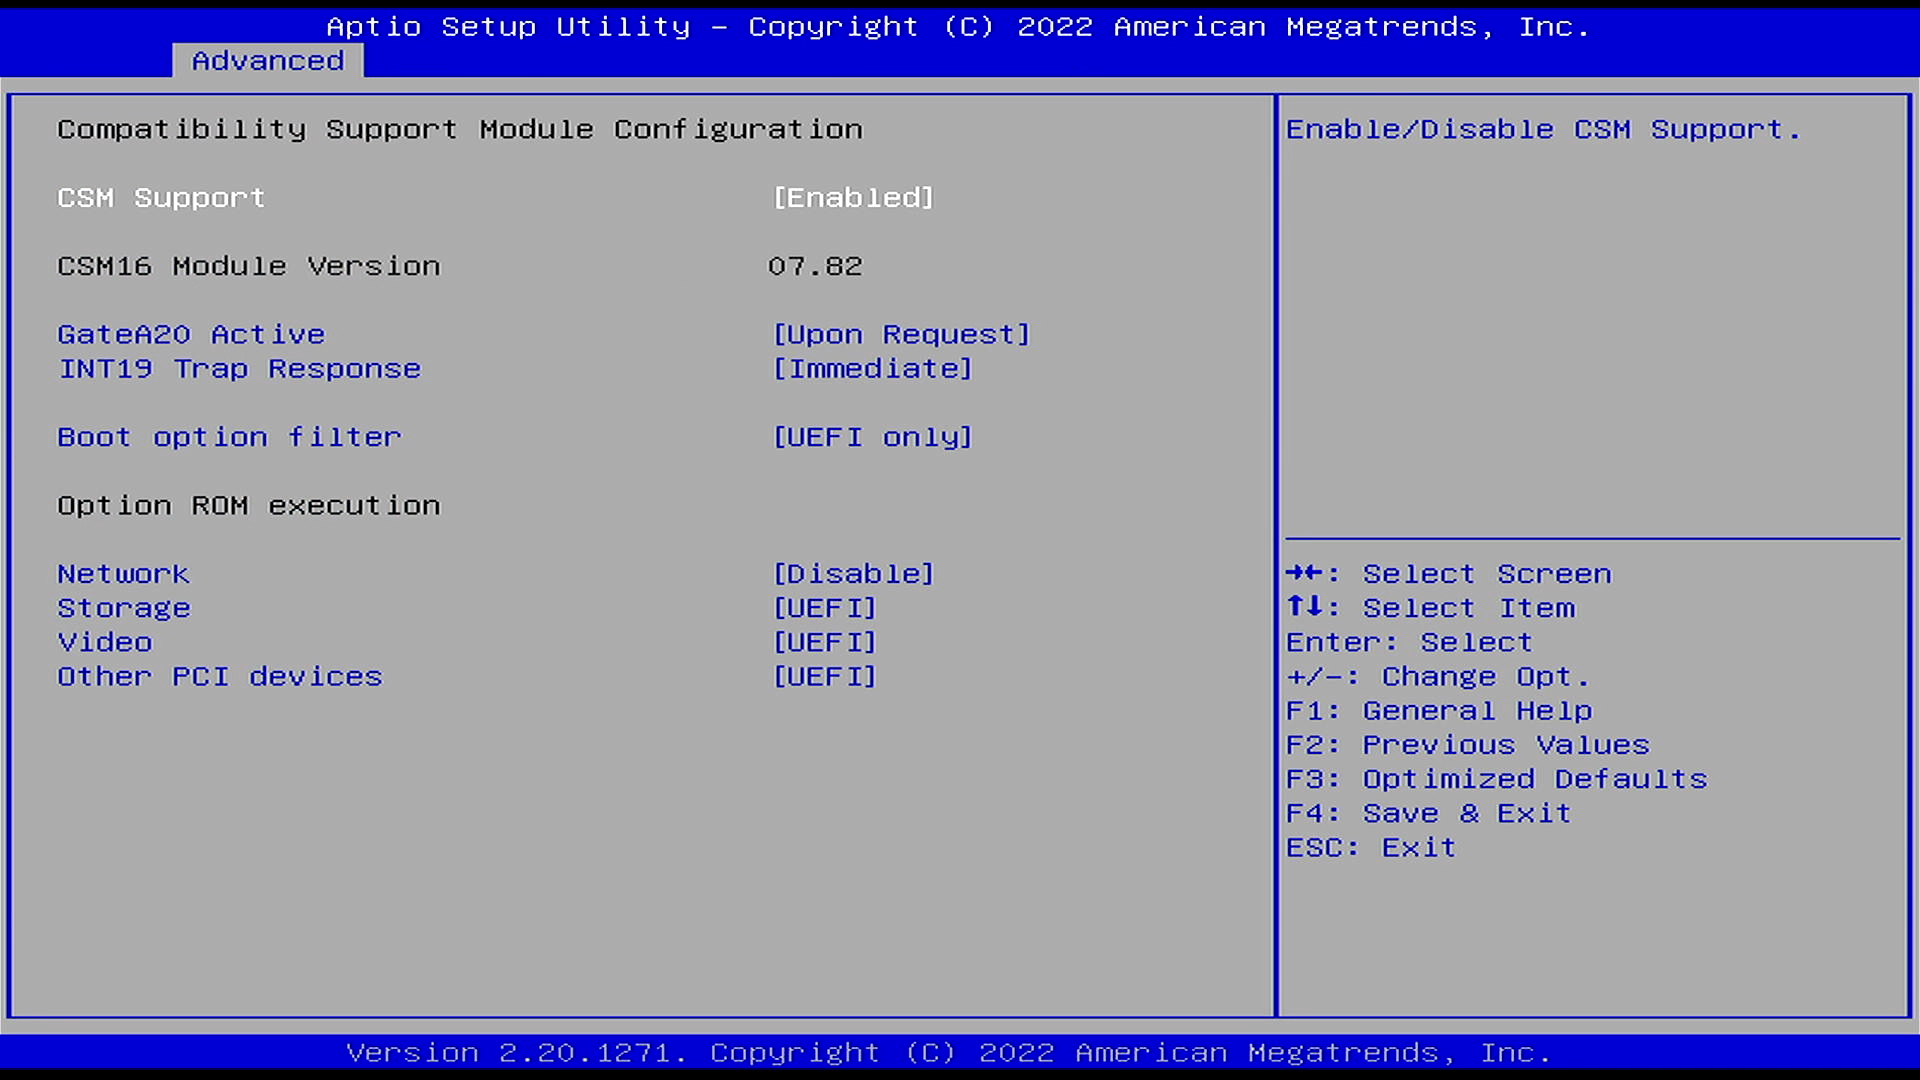 Aptio Setup Utility – Copyright (C) 2022 American Megatrends, Inc.
Advanced
Compatibility Support Module Configuration
CSM Support [Enabled]
CSM16 Module Version 07.82
GateA20 Active [Upon Request]
INT19 Trap Response [Immediate]
Boot option filter [UEFI only]
Option ROM execution
Network [Disable]
Storage [UEFI]
Video [UEFI]
Other PCI devices [UEFI]
Enable/Disable CSM Support.
→←: Select Screen
↑↓: Select Item
Enter: Select
+/-: Change Opt.
F1: General Help
F2: Previous Values
F3: Optimized Defaults
F4: Save & Exit
ESC: Exit
Version 2.20.1271. Copyright (C) 2022 American Megatrends, Inc.